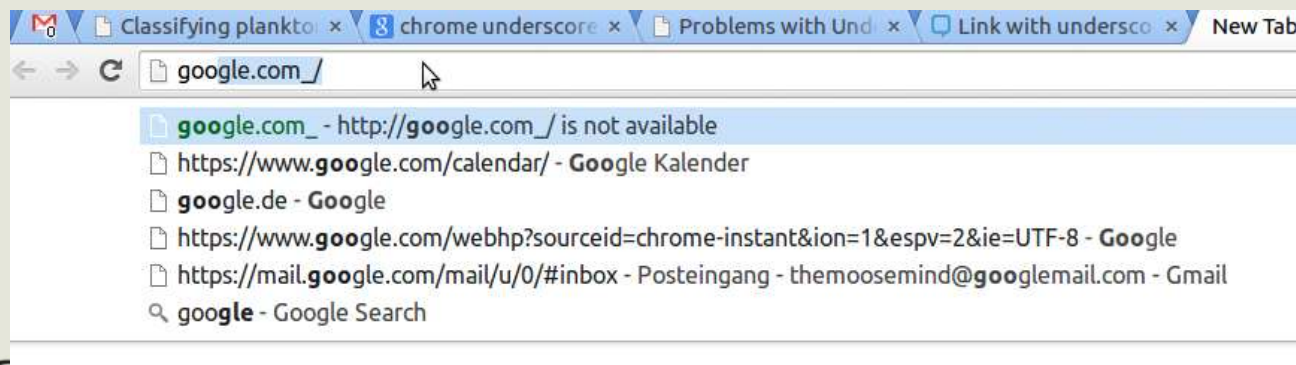 Classifying plankto chrome underscore Problems with Und Link with undersco New Tab
google.com_/
google.com_ - http://google.com_/ is not available
https://www.google.com/calendar/ - Google Kalender
google.de - Google
https://www.google.com/webhp?sourceid=chrome-instant&ion=1&espv=2&ie=UTF-8 - Google
https://mail.google.com/mail/u/0/#inbox - Posteingang - themoosemind@googlemail.com - Gmail
google - Google Search